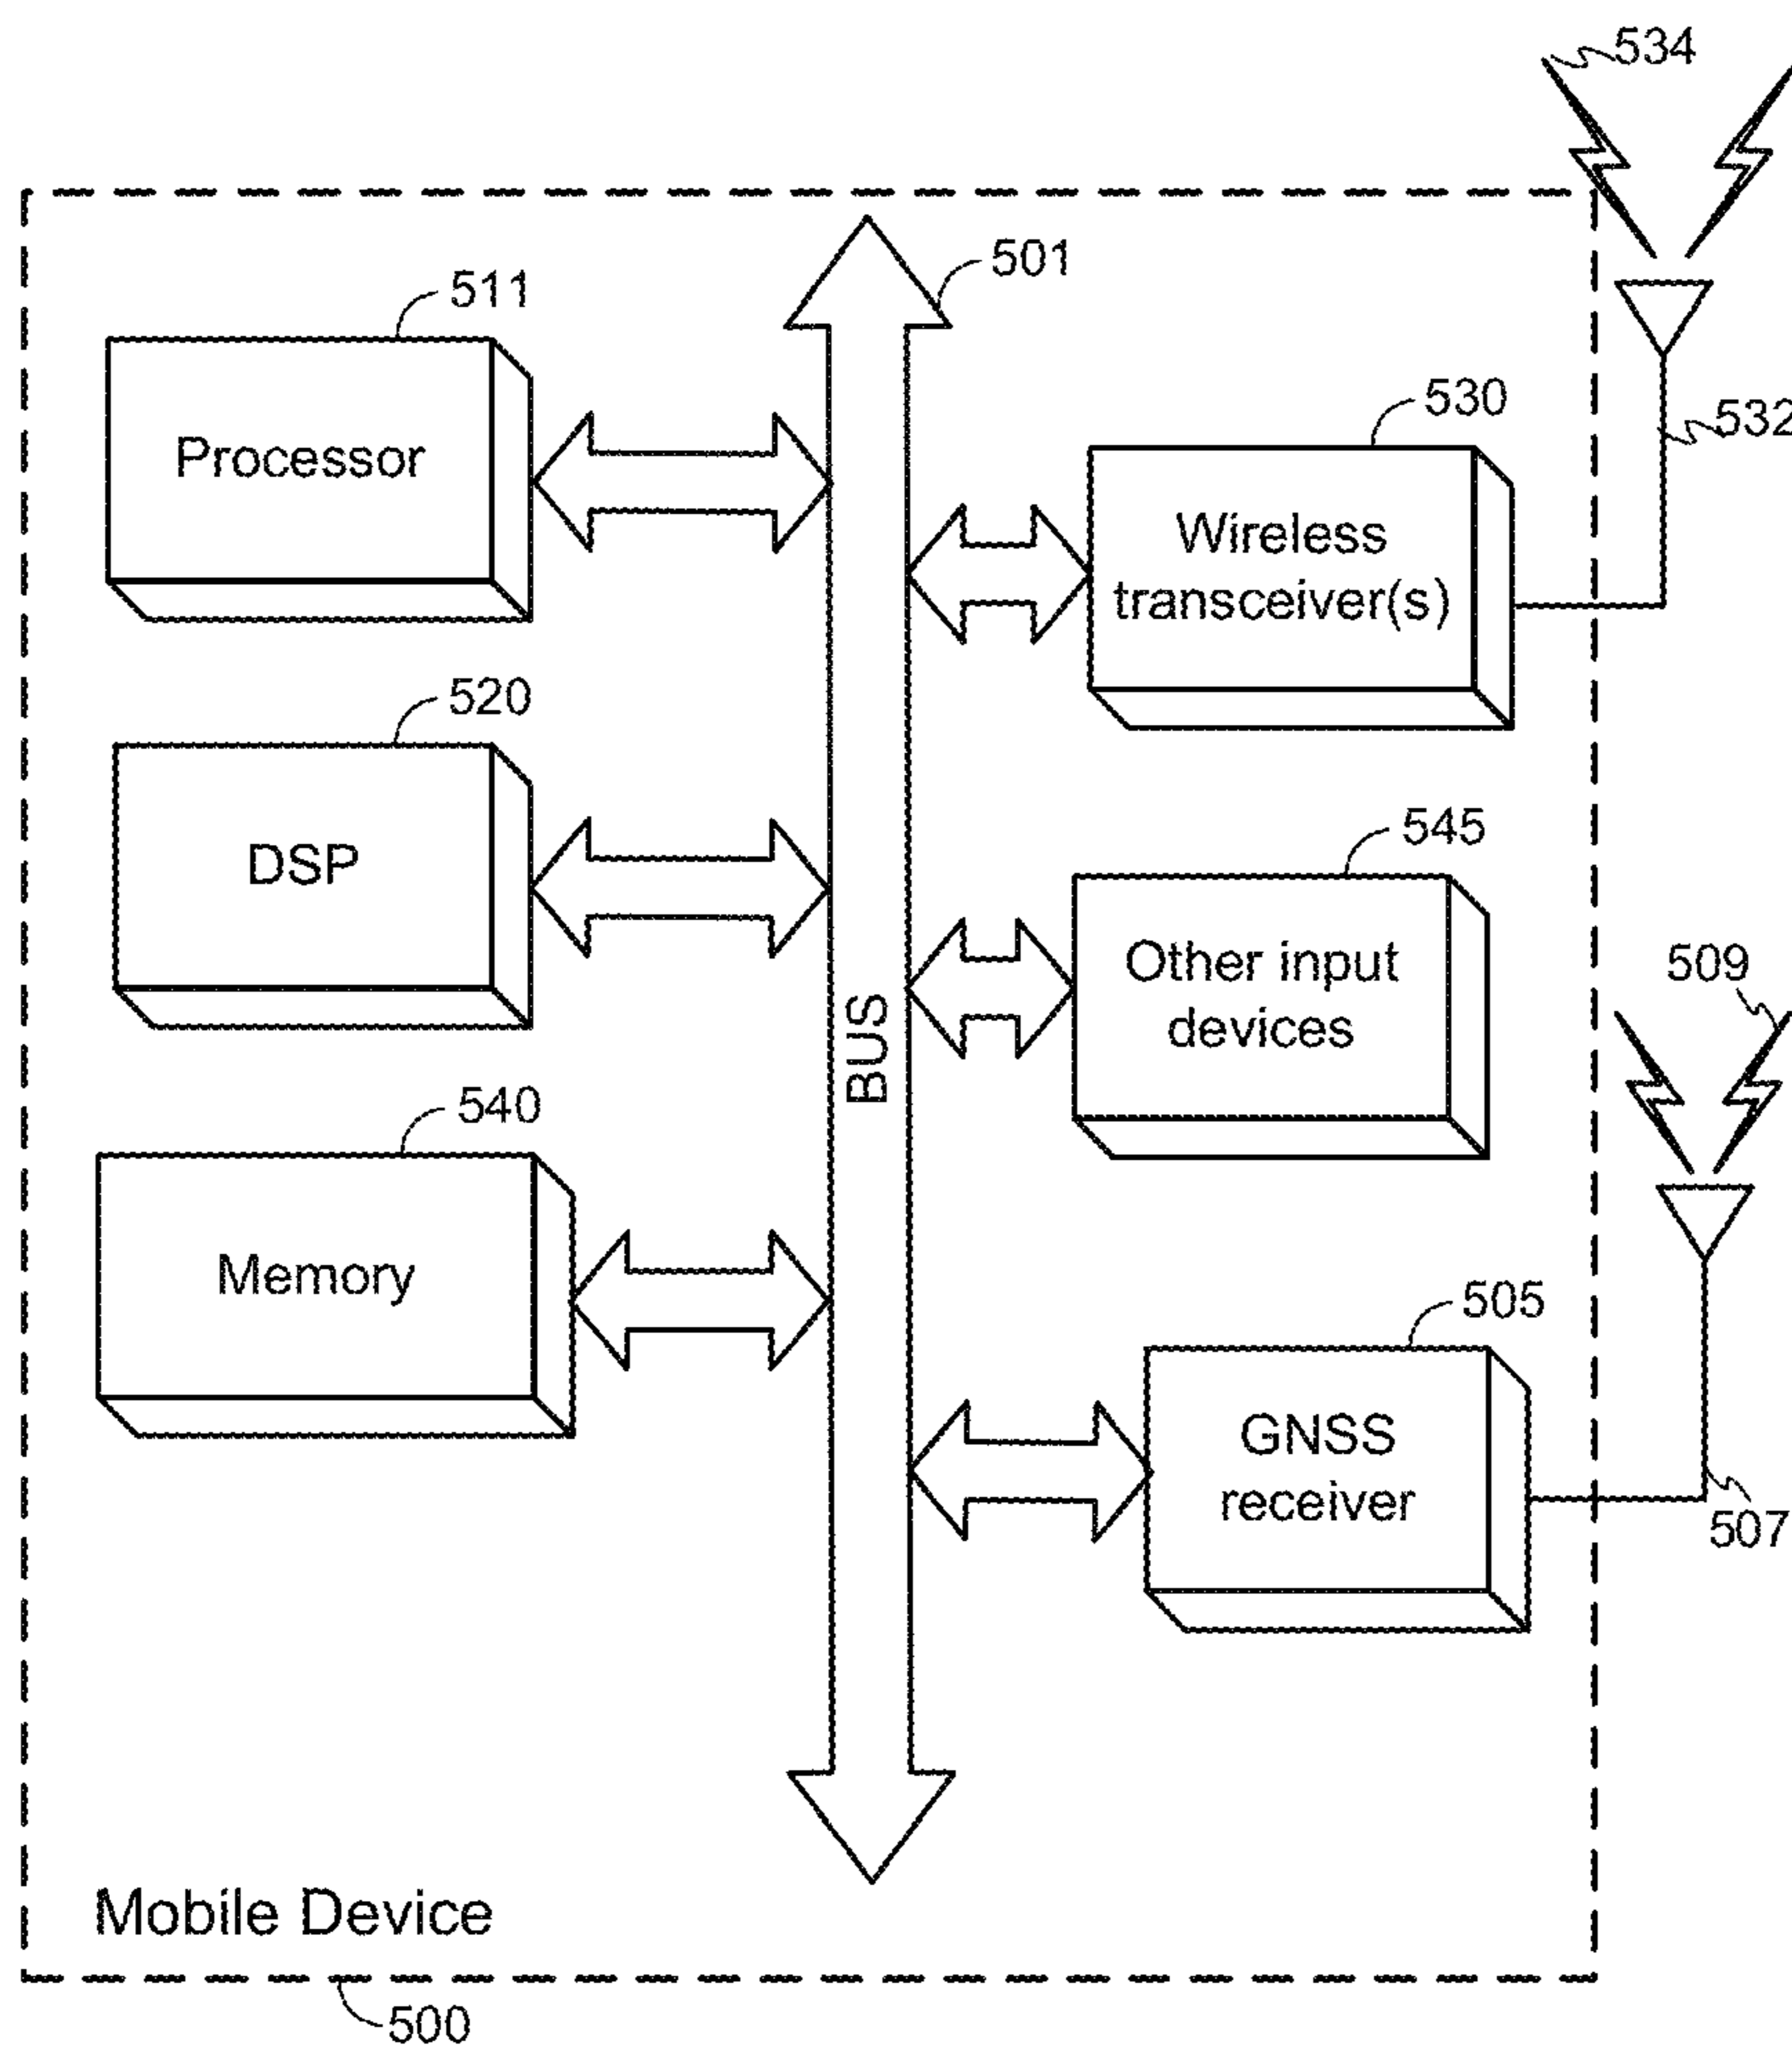 534
501
511
530
532
Processor
Wireless
transceiver(s)
520
545
DSP
Other input
devices
509
BUS
540
Memory
505
GNSS
receiver
507
Mobile Device
500